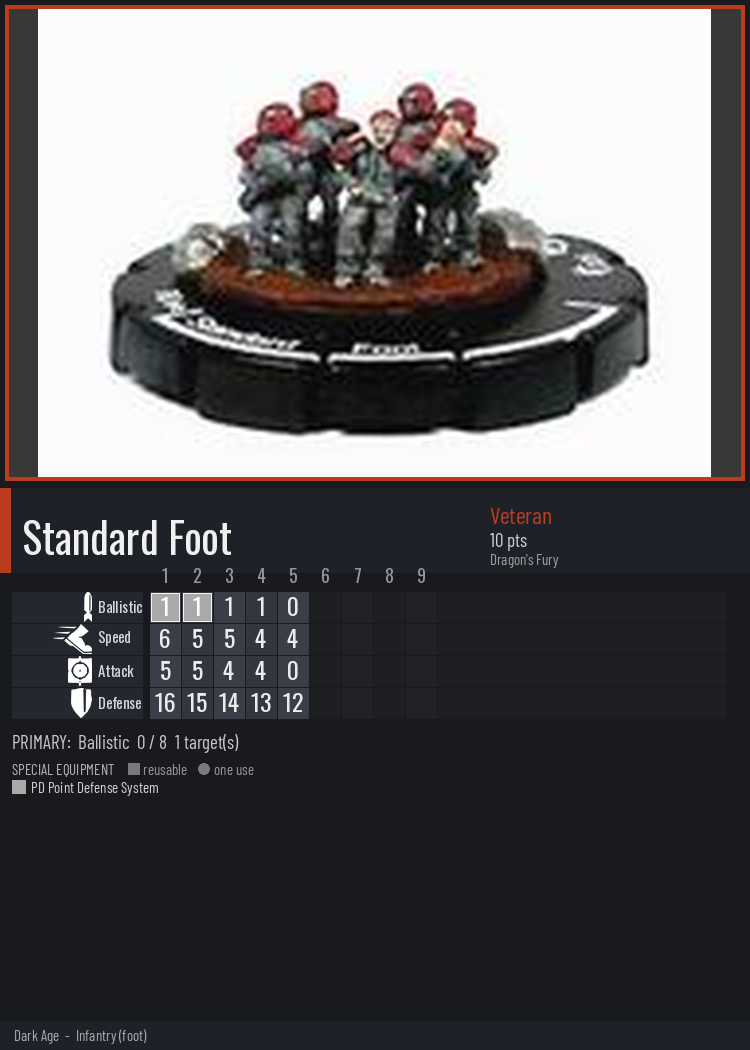 Standard
Foot
Standard Foot
Veteran
10 pts
Dragon's Fury
1 2 3 4 5 6 7 8 9
Ballistic 1 1 1 1 0
Speed 6 5 5 4 4
Attack 5 5 4 4 0
Defense 16 15 14 13 12
PRIMARY: Ballistic 0 / 8 1 target(s)
SPECIAL EQUIPMENT reusable one use
PD Point Defense System
Dark Age - Infantry (foot)